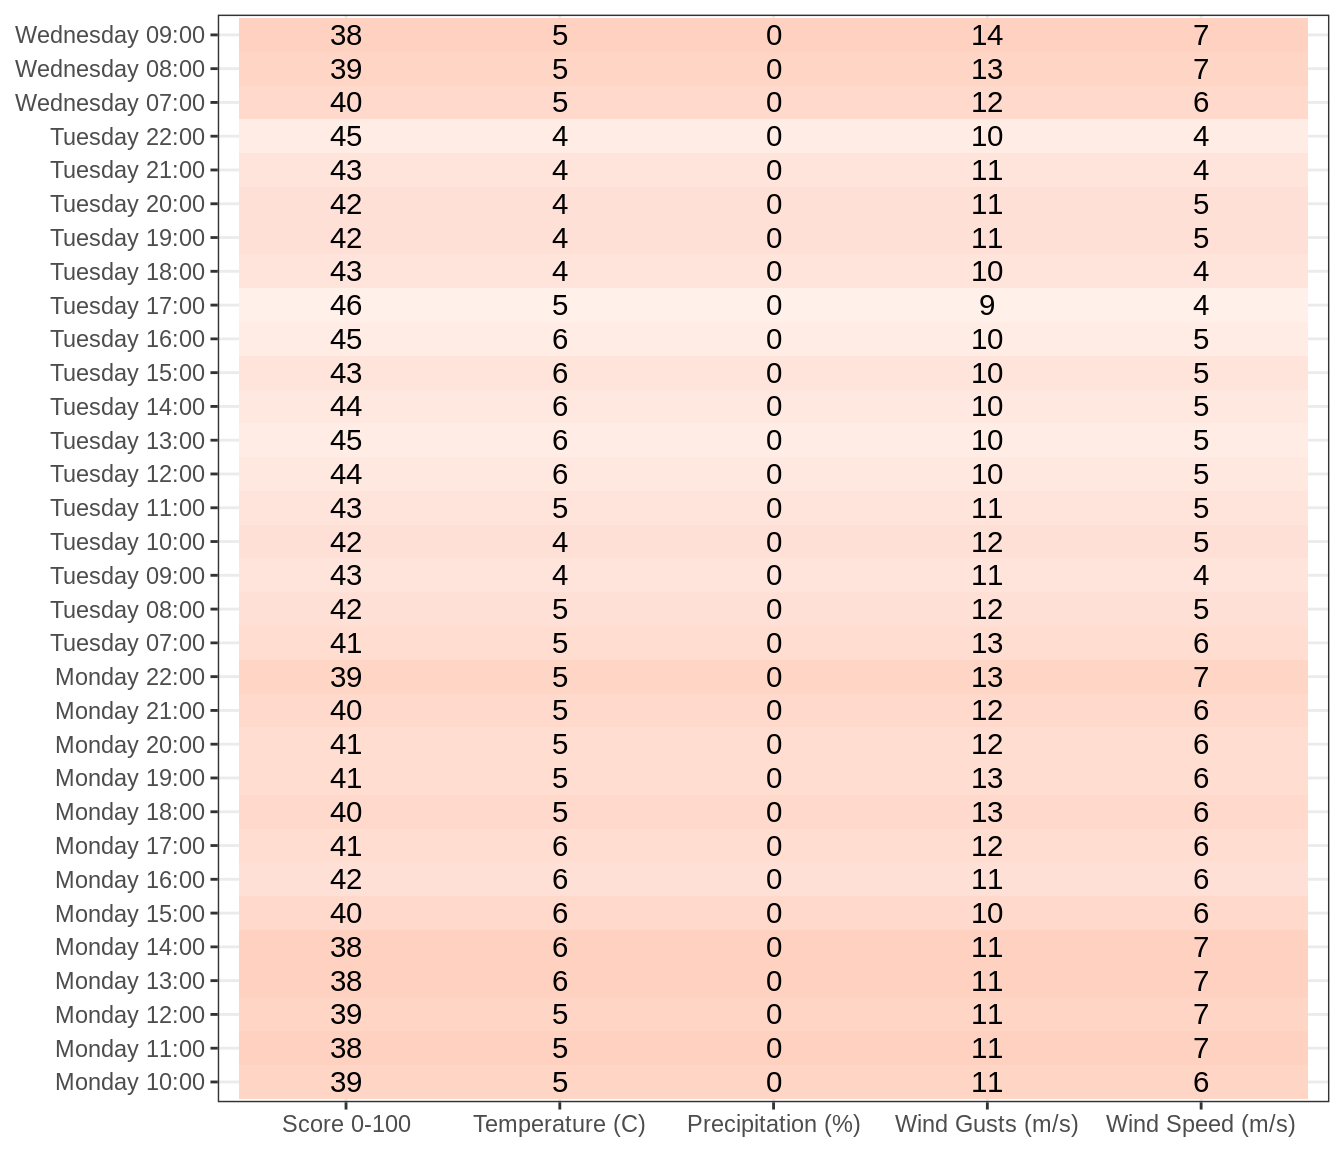 Wednesday 09:00 38 5 0 14 7
Wednesday 08:00 39 5 0 13 7
Wednesday 07:00 40 5 0 12 6
Tuesday 22:00 45 4 0 10 4
Tuesday 21:00 43 4 0 11 4
Tuesday 20:00 42 4 0 11 5
Tuesday 19:00 42 4 0 11 5
Tuesday 18:00 43 4 0 10 4
Tuesday 17:00 46 5 0 9 4
Tuesday 16:00 45 6 0 10 5
Tuesday 15:00 43 6 0 10 5
Tuesday 14:00 44 6 0 10 5
Tuesday 13:00 45 6 0 10 5
Tuesday 12:00 44 6 0 10 5
Tuesday 11:00 43 5 0 11 5
Tuesday 10:00 42 4 0 12 5
Tuesday 09:00 43 4 0 11 4
Tuesday 08:00 42 5 0 12 5
Tuesday 07:00 41 5 0 13 6
Monday 22:00 39 5 0 13 7
Monday 21:00 40 5 0 12 6
Monday 20:00 41 5 0 12 6
Monday 19:00 41 5 0 13 6
Monday 18:00 40 5 0 13 6
Monday 17:00 41 6 0 12 6
Monday 16:00 42 6 0 11 6
Monday 15:00 40 6 0 10 6
Monday 14:00 38 6 0 11 7
Monday 13:00 38 6 0 11 7
Monday 12:00 39 5 0 11 7
Monday 11:00 38 5 0 11 7
Monday 10:00 39 5 0 11 6
Score 0-100 Temperature (C) Precipitation (%) Wind Gusts (m/s) Wind Speed (m/s)